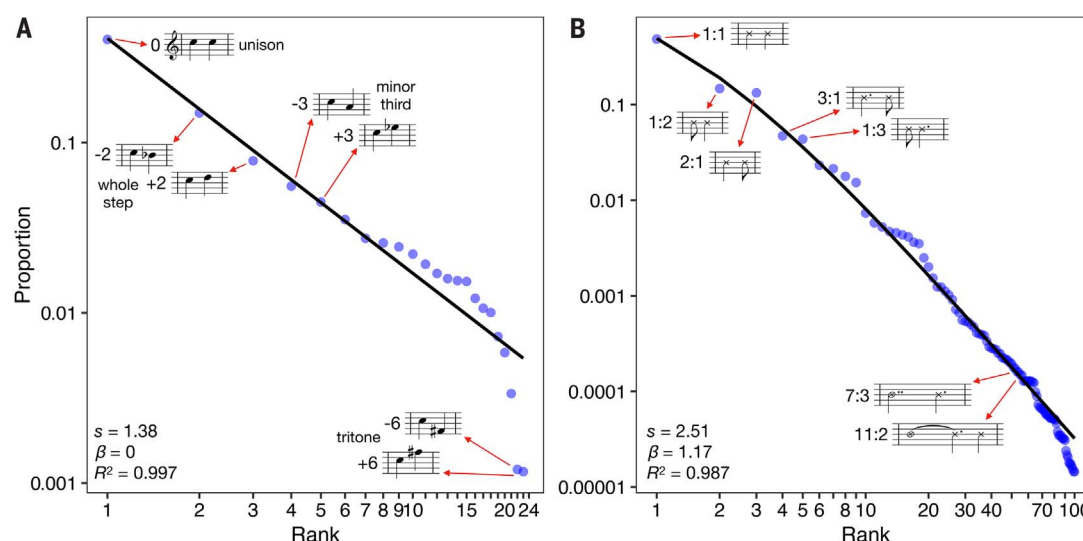 A
B
0
unison
-2
whole step
+2
-3
minor third
+3
tritone
-6
+6
0.1
0.01
0.001
Proportion
s = 1.38
β = 0
R² = 0.997
1 2 3 4 5 6 7 8 910 15 20 24
Rank
1:1
1:2
2:1
3:1
1:3
7:3
11:2
0.1
0.01
0.001
0.0001
0.00001
s = 2.51
β = 1.17
R² = 0.987
1 2 3 4 5 6 8 10 20 30 40 70 100
Rank